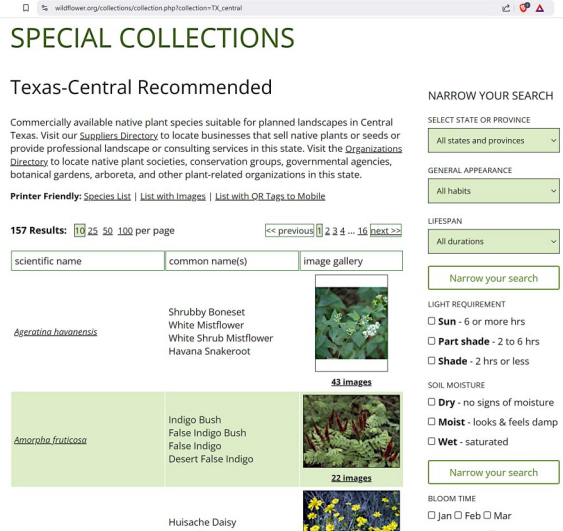 wildflower.org/collections/collection.php?collection=TX_central
SPECIAL COLLECTIONS
Texas-Central Recommended
Commercially available native plant species suitable for planned landscapes in Central
Texas. Visit our Suppliers Directory to locate businesses that sell native plants or seeds or
provide professional landscape or consulting services in this state. Visit the Organizations
Directory to locate native plant societies, conservation groups, governmental agencies,
botanical gardens, arboreta, and other plant-related organizations in this state.
Printer Friendly: Species List | List with Images | List with QR Tags to Mobile
157 Results: 10 25 50 100 per page
<< previous 1 2 3 4 ... 16 next >>
scientific name common name(s) image gallery
Ageratina havanensis
Shrubby Boneset
White Mistflower
White Shrub Mistflower
Havana Snakeroot
43 images
Amorpha fruticosa
Indigo Bush
False Indigo Bush
False Indigo
Desert False Indigo
22 images
Huisache Daisy
NARROW YOUR SEARCH
SELECT STATE OR PROVINCE
All states and provinces
GENERAL APPEARANCE
All habits
LIFESPAN
All durations
Narrow your search
LIGHT REQUIREMENT
Sun - 6 or more hrs
Part shade - 2 to 6 hrs
Shade - 2 hrs or less
SOIL MOISTURE
Dry - no signs of moisture
Moist - looks & feels damp
Wet - saturated
Narrow your search
BLOOM TIME
Jan Feb Mar